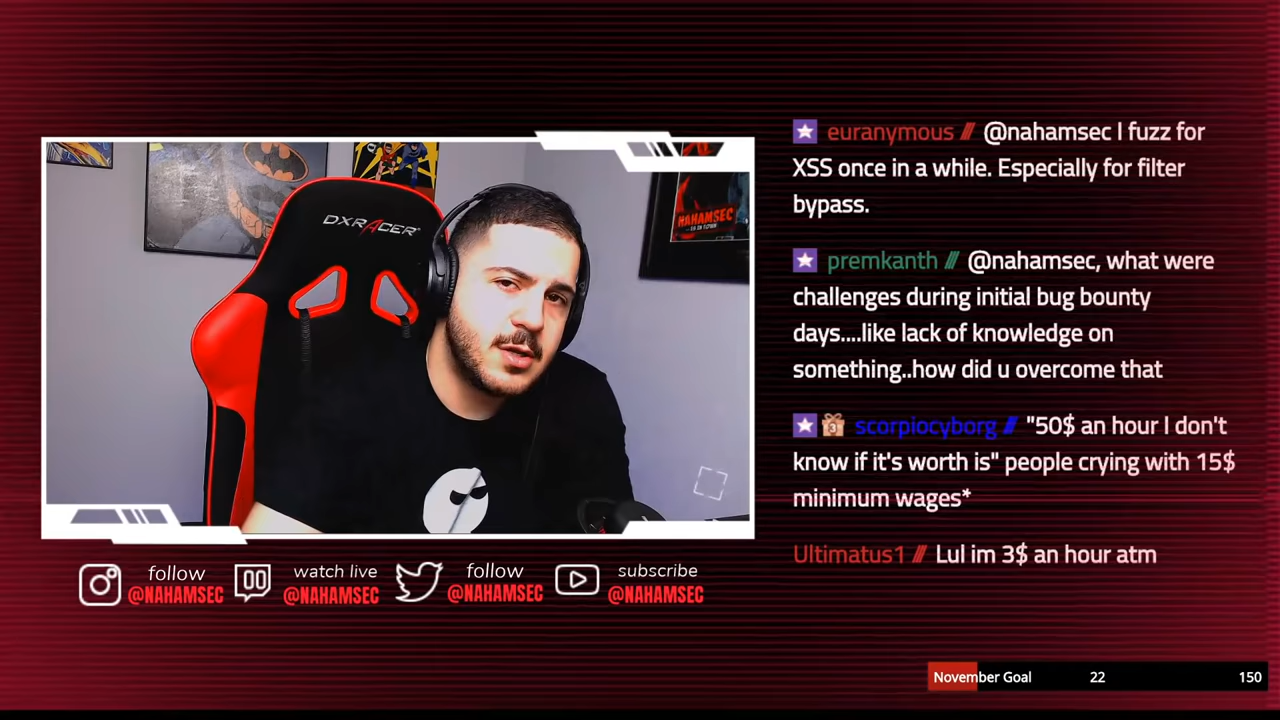 DXRACER
NAHAMSEC
euranymous // @nahamsec I fuzz for
XSS once in a while. Especially for filter
bypass.
premkanth // @nahamsec, what were
challenges during initial bug bounty
days....like lack of knowledge on
something..how did u overcome that
3 scorpiocyborg // "50$ an hour I don't
know if it's worth is" people crying with 15$
minimum wages*
Ultimatus1 // Lul im 3$ an hour atm
follow
@NAHAMSEC
watch live
@NAHAMSEC
follow
@NAHAMSEC
subscribe
@NAHAMSEC
November Goal 22 150